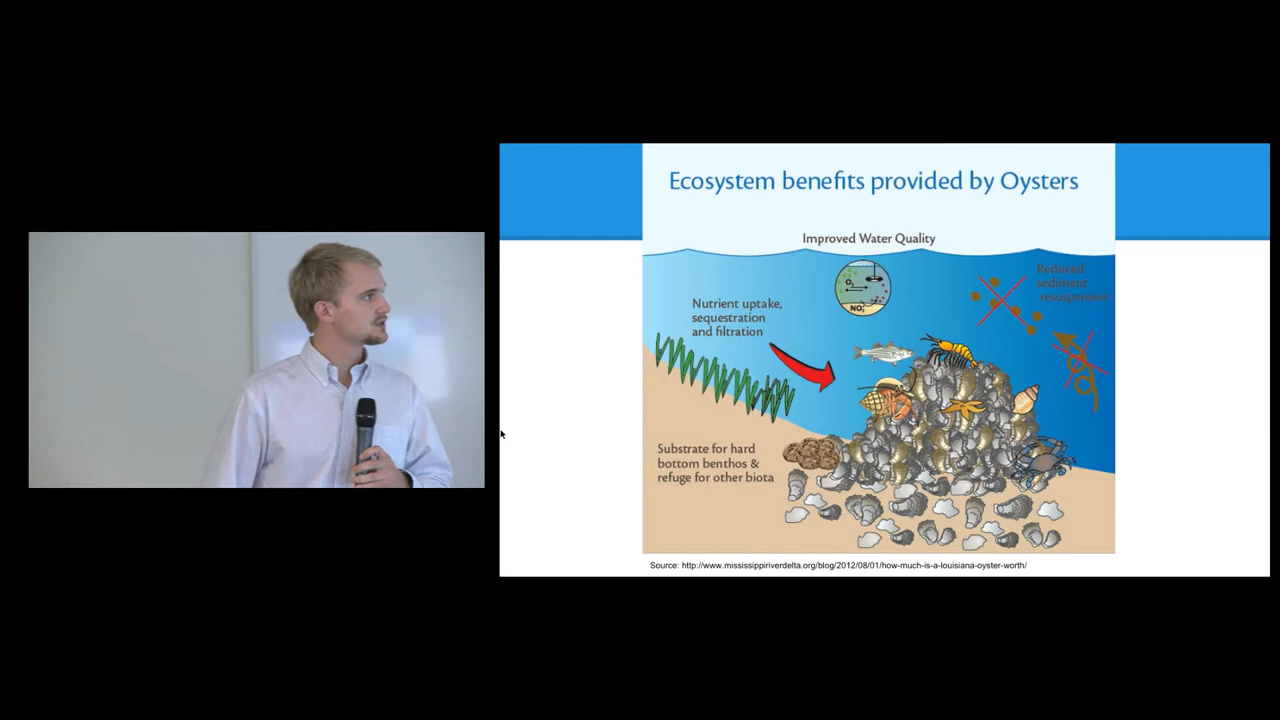 Ecosystem benefits provided by Oysters
Improved Water Quality
Reduced
sediment
resuspension
O₂
NO₃
Nutrient uptake,
sequestration
and filtration
Substrate for hard
bottom benthos &
refuge for other biota
Source: http://www.mississippiriverdelta.org/blog/2012/08/01/how-much-is-a-louisiana-oyster-worth/